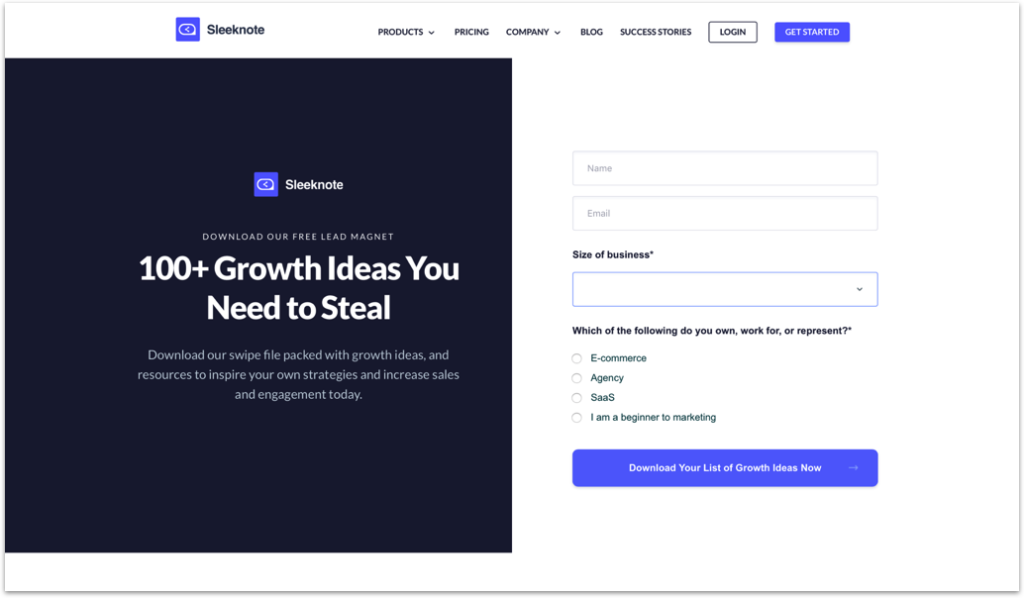 Sleeknote
PRODUCTS PRICING COMPANY BLOG SUCCESS STORIES LOGIN GET STARTED
Sleeknote
DOWNLOAD OUR FREE LEAD MAGNET
100+ Growth Ideas You
Need to Steal
Download our swipe file packed with growth ideas, and
resources to inspire your own strategies and increase sales
and engagement today.
Name
Email
Size of business*
Which of the following do you own, work for, or represent?*
E-commerce
Agency
SaaS
I am a beginner to marketing
Download Your List of Growth Ideas Now →